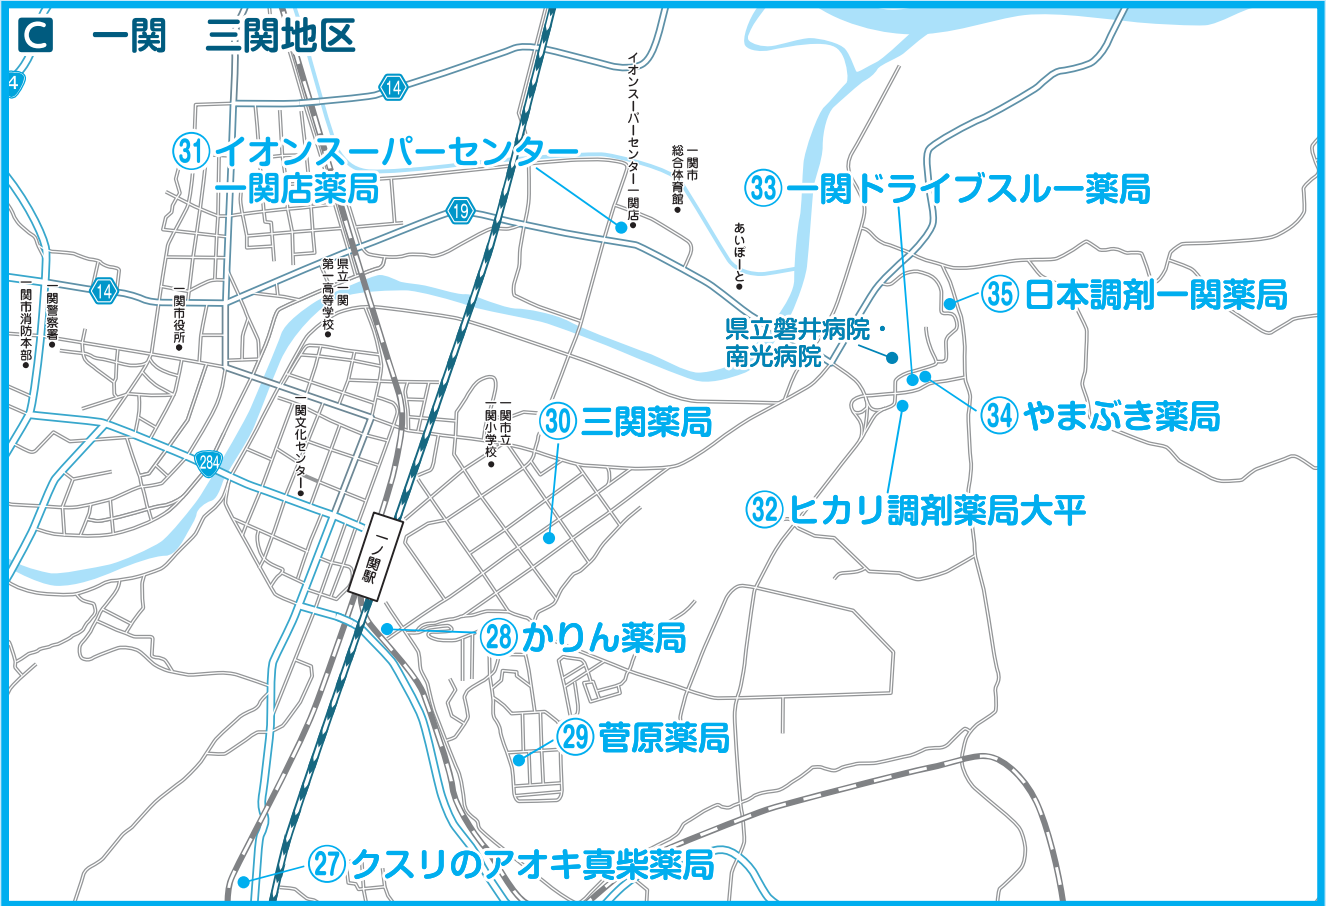 C 一関 三関地区
4
14
㉛イオンスーパーセンター
一関店薬局
イオンスーパーセンター一関店
一関市
総合体育館
㉝一関ドライブスルー薬局
19
あいぽーと
県立一関
第一高等学校
14
一関市消防本部
一関警察署
一関市役所
㉟日本調剤一関薬局
県立磐井病院・
南光病院
一関文化センター
一関市立
一関小学校
㉚三関薬局
㉞やまぶき薬局
284
㉜ヒカリ調剤薬局大平
一ノ関駅
㉘かりん薬局
㉙菅原薬局
㉗クスリのアオキ真柴薬局